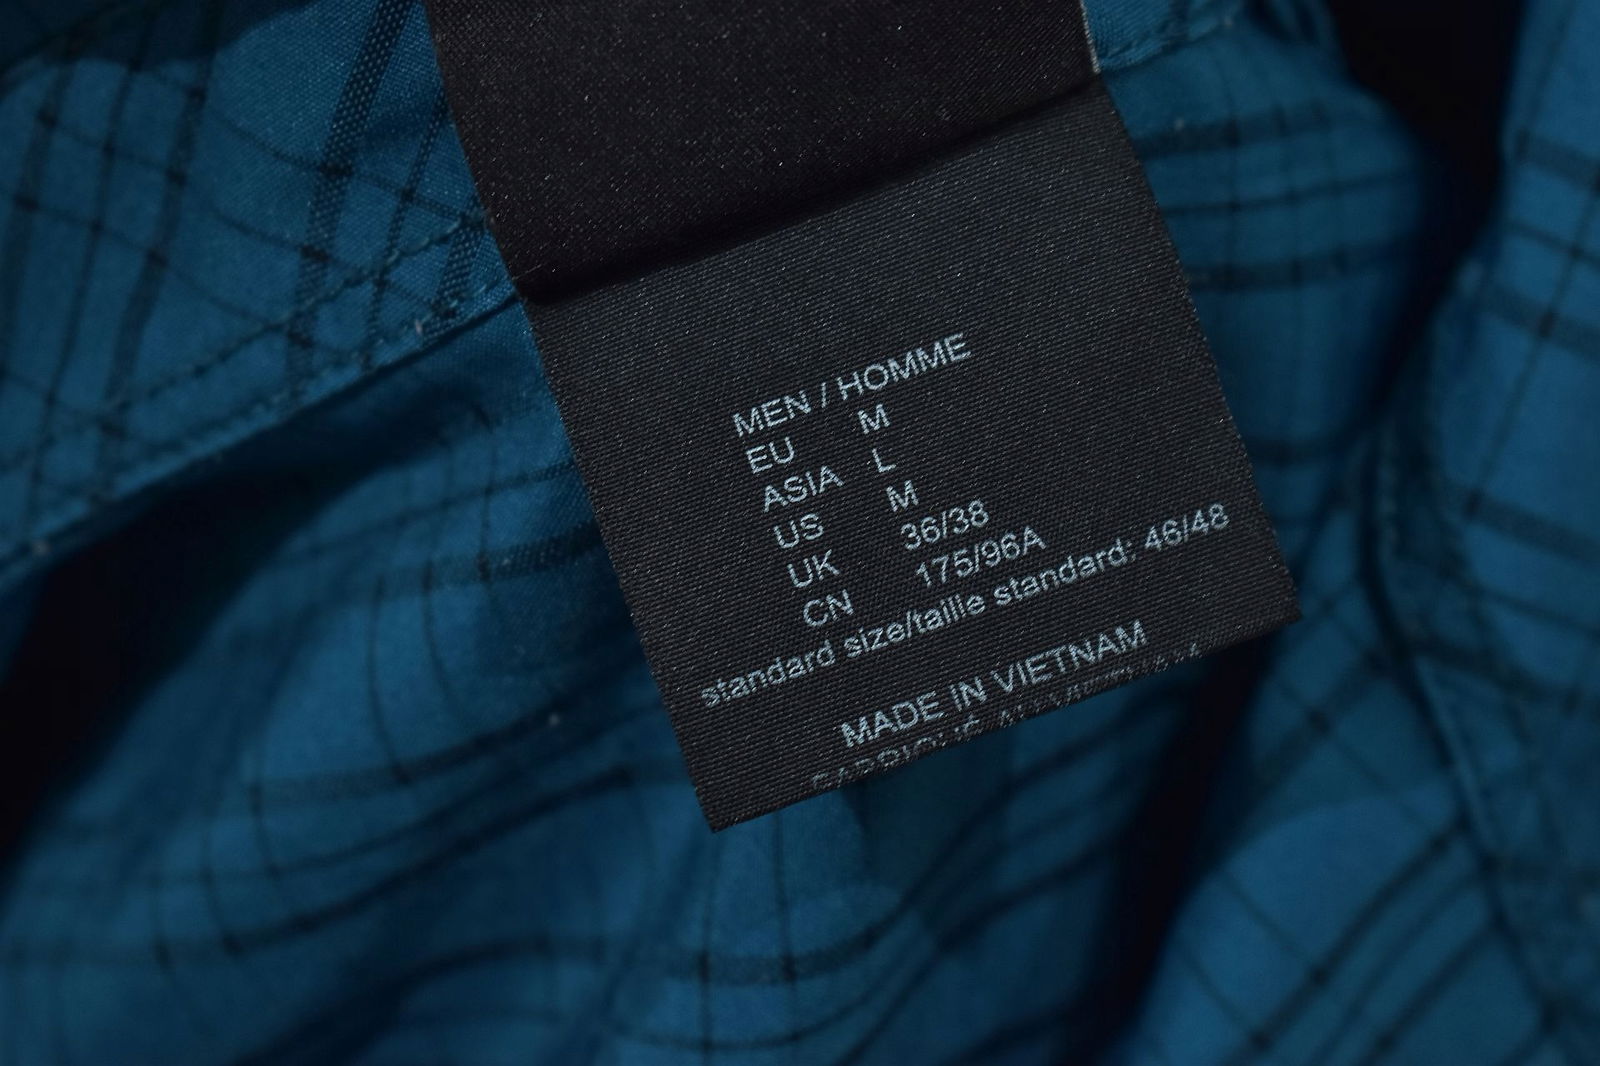 MEN / HOMME
EU M
ASIA L
US M
UK 36/38
CN 175/96A
standard size/taillie standard: 46/48
MADE IN VIETNAM